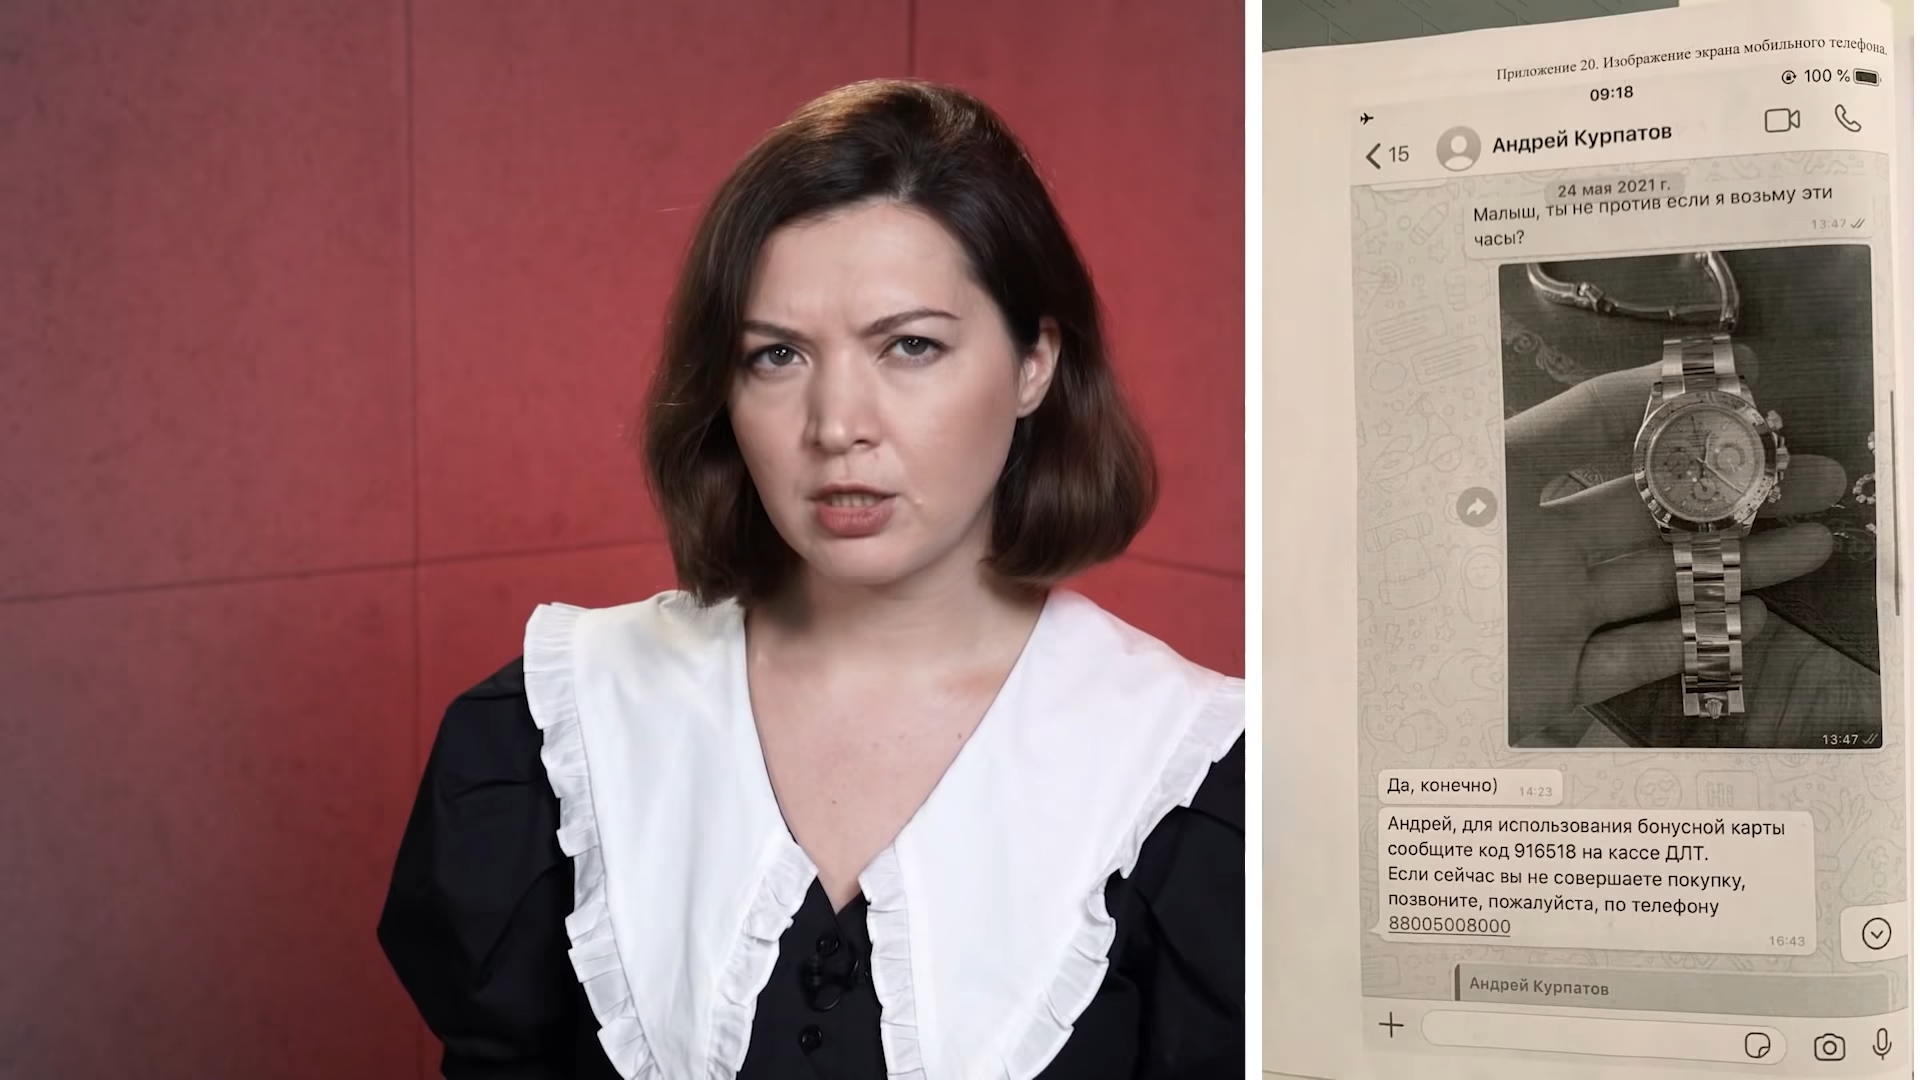 Приложение 20. Изображение экрана мобильного телефона.
100 %
09:18
15
Андрей Курпатов
24 мая 2021 г.
Малыш, ты не против если я возьму эти
часы?
13:47
13:47
Да, конечно)
14:23
Андрей, для использования бонусной карты
сообщите код 916518 на кассе ДЛТ.
Если сейчас вы не совершаете покупку,
позвоните, пожалуйста, по телефону
88005008000
16:43
Андрей Курпатов